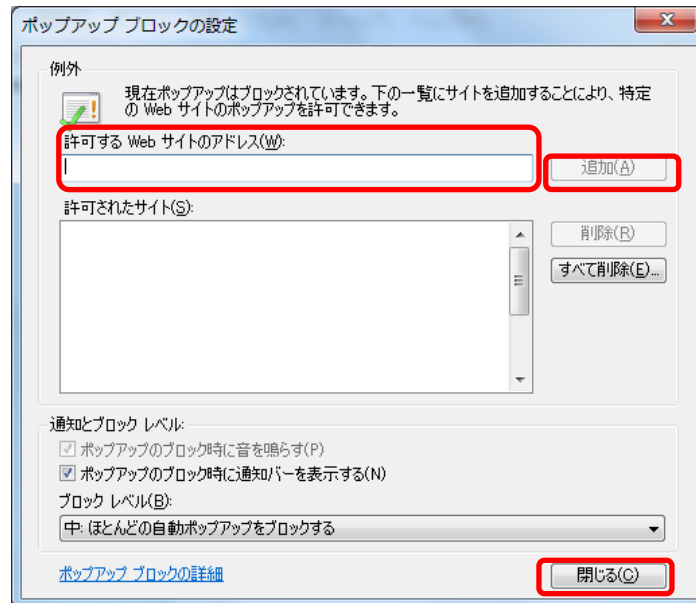 ポップアップ ブロックの設定
例外
現在ポップアップはブロックされています。下の一覧にサイトを追加することにより、特定
の Web サイトのポップアップを許可できます。
許可する Web サイトのアドレス(W):
追加(A)
許可されたサイト(S):
削除(R)
すべて削除(E)...
通知とブロック レベル:
ポップアップのブロック時に音を鳴らす(P)
ポップアップのブロック時に通知バーを表示する(N)
ブロック レベル(B):
中: ほとんどの自動ポップアップをブロックする
ポップアップ ブロックの詳細
閉じる(C)